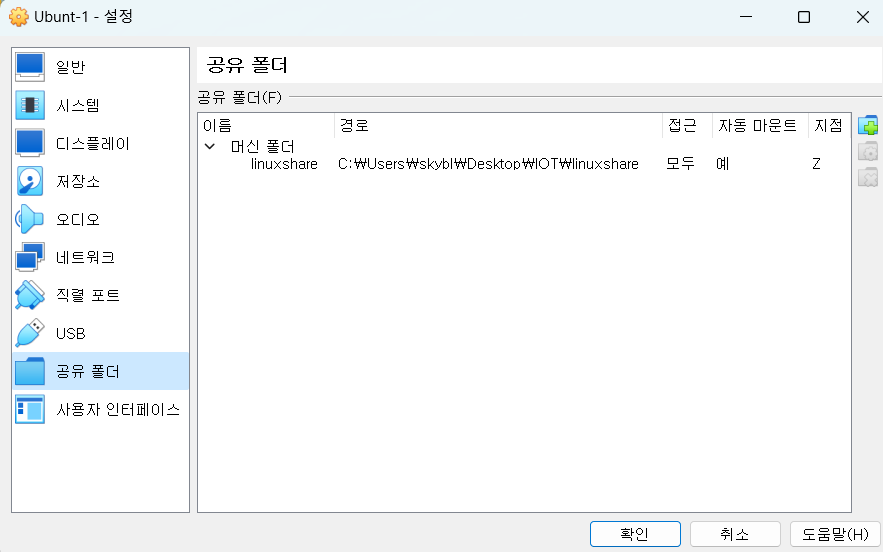 Ubunt-1 - 설정
일반
시스템
디스플레이
저장소
오디오
네트워크
직렬 포트
USB
공유 폴더
사용자 인터페이스
공유 폴더
공유 폴더(F)
이름 경로 접근 자동 마운트 지점
머신 폴더
linuxshare C:₩Users₩skybl₩Desktop₩IOT₩linuxshare 모두 예 Z
확인 취소 도움말(H)